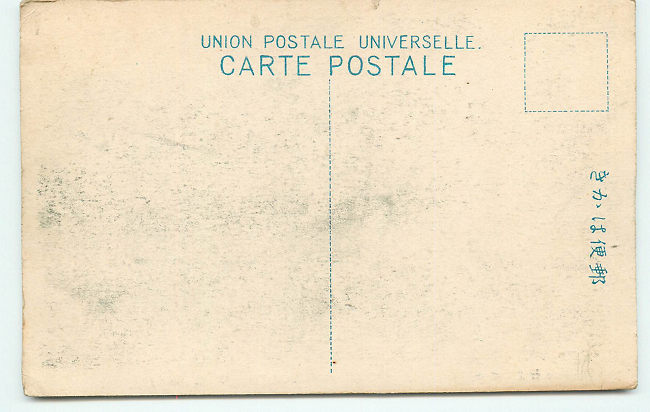 UNION POSTALE UNIVERSELLE.
CARTE POSTALE
郵便はかき